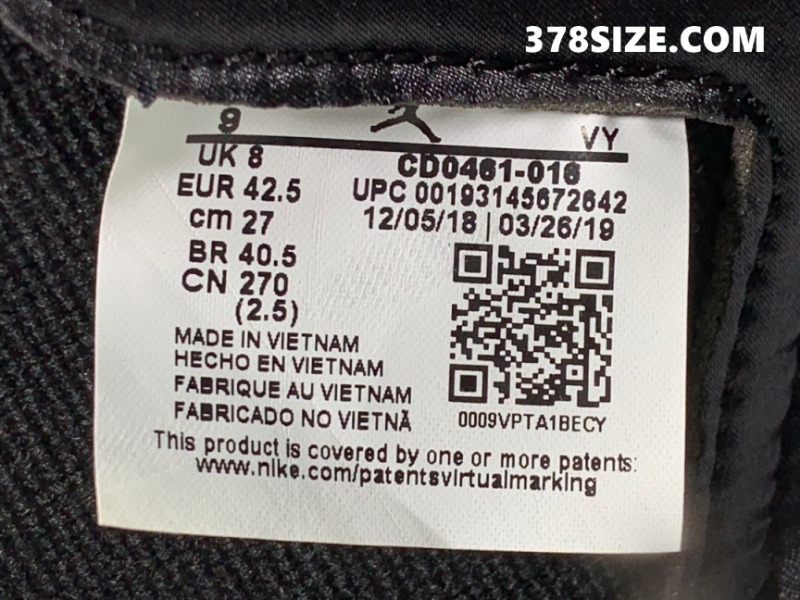 378SIZE.COM
9
VY
UK 8
EUR 42.5
cm 27
BR 40.5
CN 270
(2.5)
CD0461-016
UPC 00193145672642
12/05/18 | 03/26/19
0009VPTA1BECY
MADE IN VIETNAM
HECHO EN VIETNAM
FABRIQUE AU VIETNAM
FABRICADO NO VIETNÃ
This product is covered by one or more patents:
www.nike.com/patentsvirtualmarking